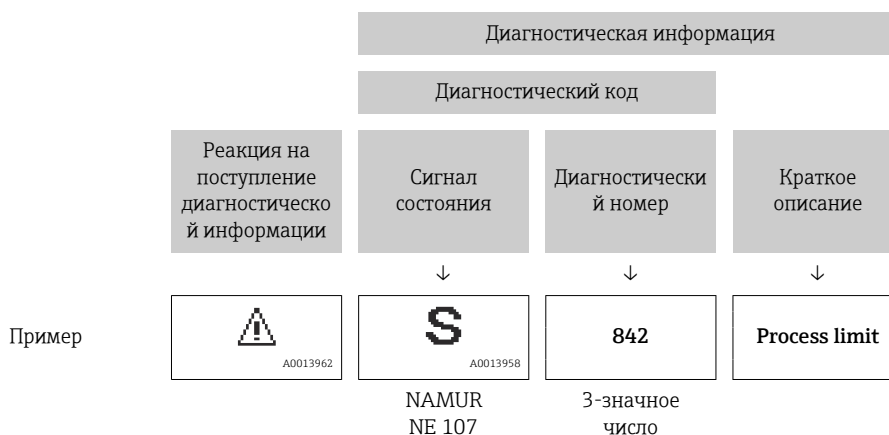 Диагностическая информация
Диагностический код
Реакция на
поступление
диагностическо
й информации
Сигнал
состояния
Диагностически
й номер
Краткое
описание
↓ ↓ ↓
Пример
A0013962
S
A0013958
842
Process limit
NAMUR
NE 107
3-значное
число